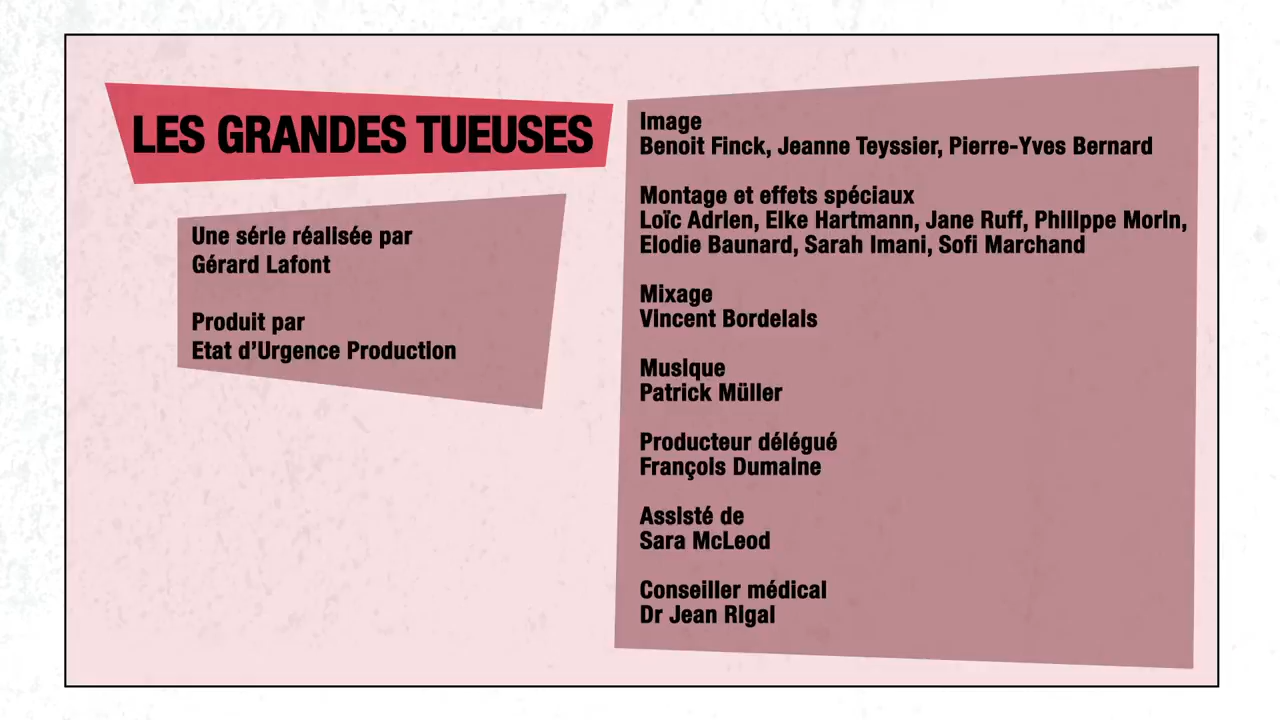 LES GRANDES TUEUSES
Une série réalisée par
Gérard Lafont
Produit par
Etat d'Urgence Production
Image
Benoit Finck, Jeanne Teyssier, Pierre-Yves Bernard
Montage et effets spéciaux
Loïc Adrien, Elke Hartmann, Jane Ruff, Philippe Morin,
Elodie Baunard, Sarah Imani, Sofi Marchand
Mixage
Vincent Bordelais
Musique
Patrick Müller
Producteur délégué
François Dumaine
Assisté de
Sara McLeod
Conseiller médical
Dr Jean Rigal